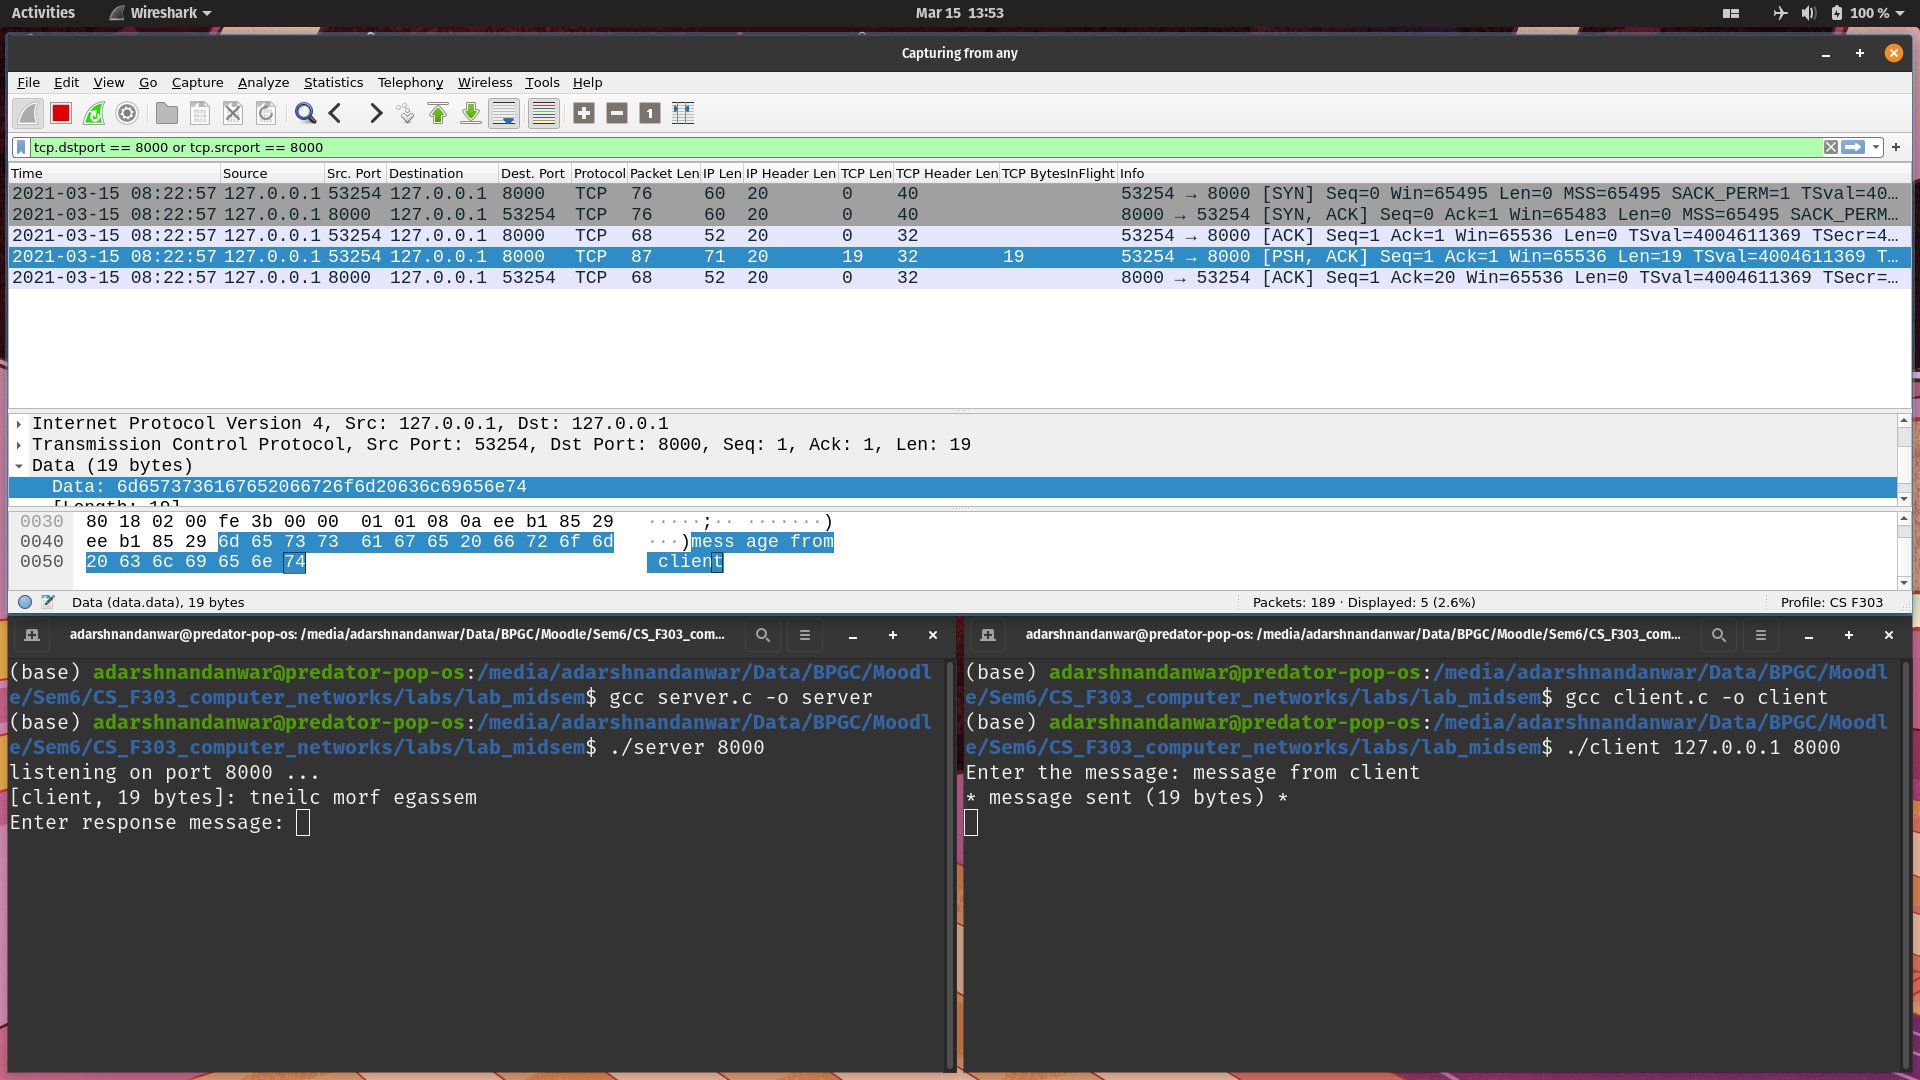 Activities
Wireshark
Mar 15 13:53
100 %
Capturing from any
File Edit View Go Capture Analyze Statistics Telephony Wireless Tools Help
tcp.dstport == 8000 or tcp.srcport == 8000
Time Source Src. Port Destination Dest. Port Protocol Packet Len IP Len IP Header Len TCP Len TCP Header Len TCP BytesInFlight Info
2021-03-15 08:22:57 127.0.0.1 53254 127.0.0.1 8000 TCP 76 60 20 0 40 53254 → 8000 [SYN] Seq=0 Win=65495 Len=0 MSS=65495 SACK_PERM=1 TSval=40…
2021-03-15 08:22:57 127.0.0.1 8000 127.0.0.1 53254 TCP 76 60 20 0 40 8000 → 53254 [SYN, ACK] Seq=0 Ack=1 Win=65483 Len=0 MSS=65495 SACK_PERM…
2021-03-15 08:22:57 127.0.0.1 53254 127.0.0.1 8000 TCP 68 52 20 0 32 53254 → 8000 [ACK] Seq=1 Ack=1 Win=65536 Len=0 TSval=4004611369 TSecr=4…
2021-03-15 08:22:57 127.0.0.1 53254 127.0.0.1 8000 TCP 87 71 20 19 32 19 53254 → 8000 [PSH, ACK] Seq=1 Ack=1 Win=65536 Len=19 TSval=4004611369 T…
2021-03-15 08:22:57 127.0.0.1 8000 127.0.0.1 53254 TCP 68 52 20 0 32 8000 → 53254 [ACK] Seq=1 Ack=20 Win=65536 Len=0 TSval=4004611369 TSecr=…
Internet Protocol Version 4, Src: 127.0.0.1, Dst: 127.0.0.1
Transmission Control Protocol, Src Port: 53254, Dst Port: 8000, Seq: 1, Ack: 1, Len: 19
Data (19 bytes)
Data: 6d6573736167652066726f6d20636c69656e74
[Length: 19]
0030 80 18 02 00 fe 3b 00 00 01 01 08 0a ee b1 85 29 ·····;·· ·······)
0040 ee b1 85 29 6d 65 73 73 61 67 65 20 66 72 6f 6d ···)mess age from
0050 20 63 6c 69 65 6e 74 client
Data (data.data), 19 bytes
Packets: 189 · Displayed: 5 (2.6%)
Profile: CS F303
adarshnandanwar@predator-pop-os: /media/adarshnandanwar/Data/BPGC/Moodle/Sem6/CS_F303_com...
(base) adarshnandanwar@predator-pop-os:/media/adarshnandanwar/Data/BPGC/Moodl
e/Sem6/CS_F303_computer_networks/labs/lab_midsem$ gcc server.c -o server
(base) adarshnandanwar@predator-pop-os:/media/adarshnandanwar/Data/BPGC/Moodl
e/Sem6/CS_F303_computer_networks/labs/lab_midsem$ ./server 8000
listening on port 8000 ...
[client, 19 bytes]: tneilc morf egassem
Enter response message:
adarshnandanwar@predator-pop-os: /media/adarshnandanwar/Data/BPGC/Moodle/Sem6/CS_F303_com...
(base) adarshnandanwar@predator-pop-os:/media/adarshnandanwar/Data/BPGC/Moodl
e/Sem6/CS_F303_computer_networks/labs/lab_midsem$ gcc client.c -o client
(base) adarshnandanwar@predator-pop-os:/media/adarshnandanwar/Data/BPGC/Moodl
e/Sem6/CS_F303_computer_networks/labs/lab_midsem$ ./client 127.0.0.1 8000
Enter the message: message from client
* message sent (19 bytes) *